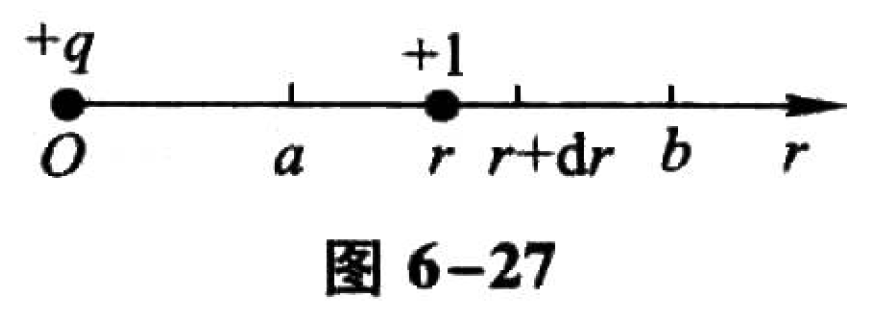 +q +1
O a r r+dr b r
图 6-27